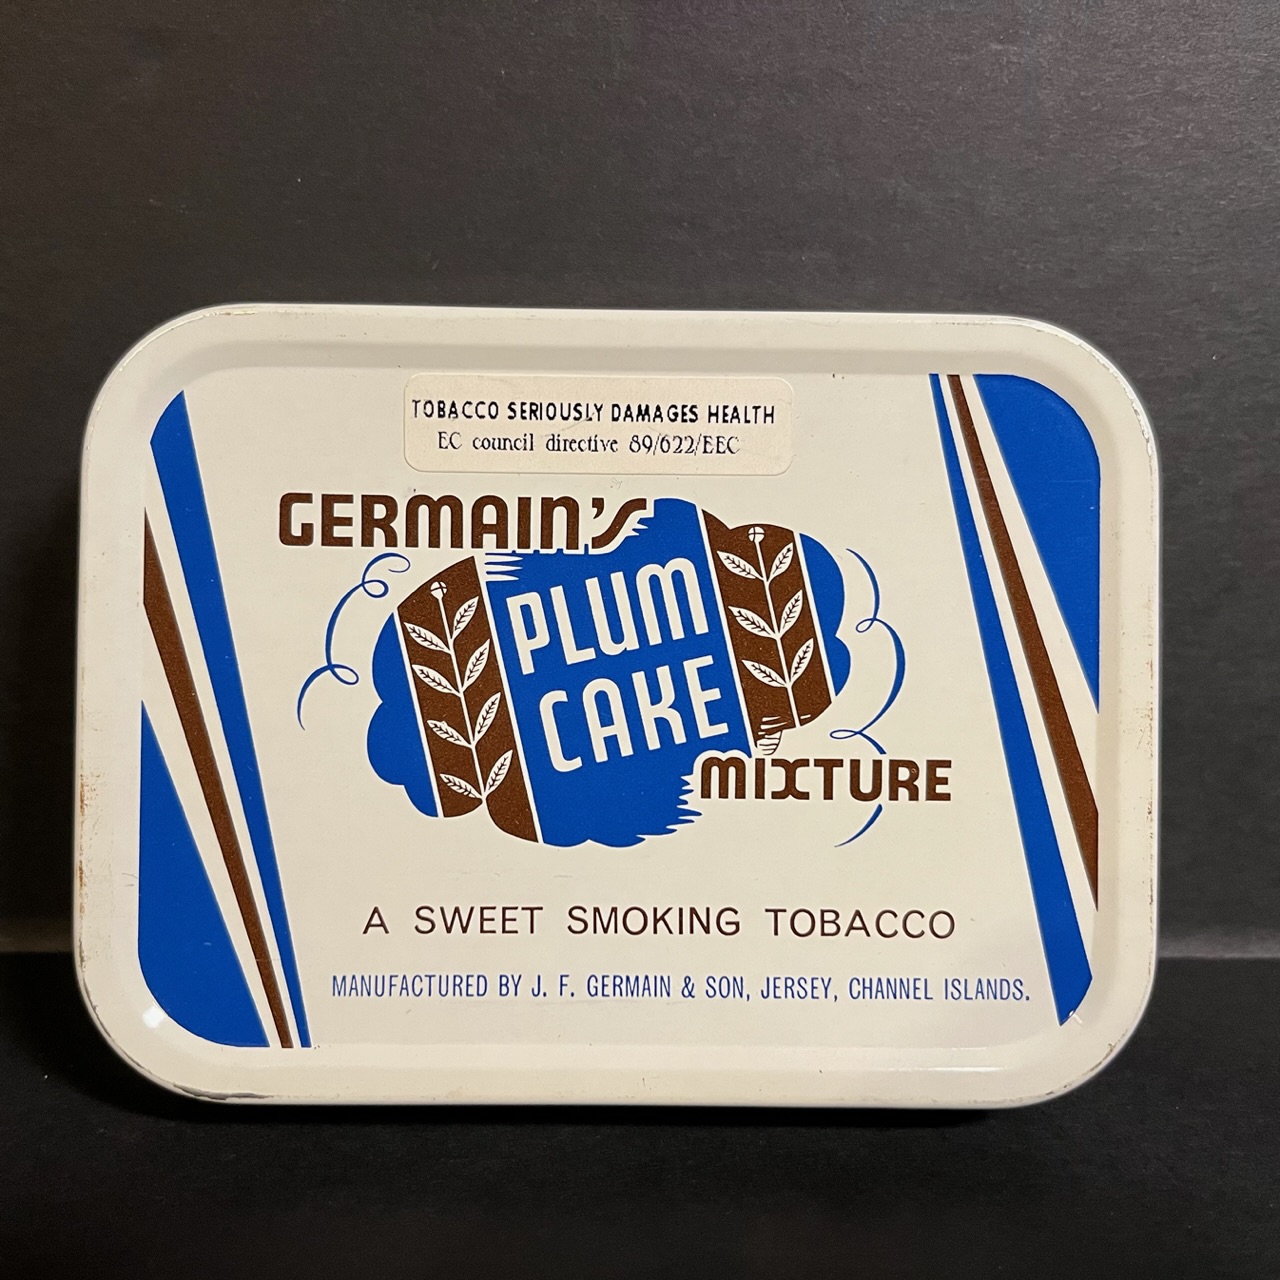 TOBACCO SERIOUSLY DAMAGES HEALTH
EC council directive 89/622/EEC
GERMAIN'S
PLUM
CAKE
MIXTURE
A SWEET SMOKING TOBACCO
MANUFACTURED BY J. F. GERMAIN & SON, JERSEY, CHANNEL ISLANDS.